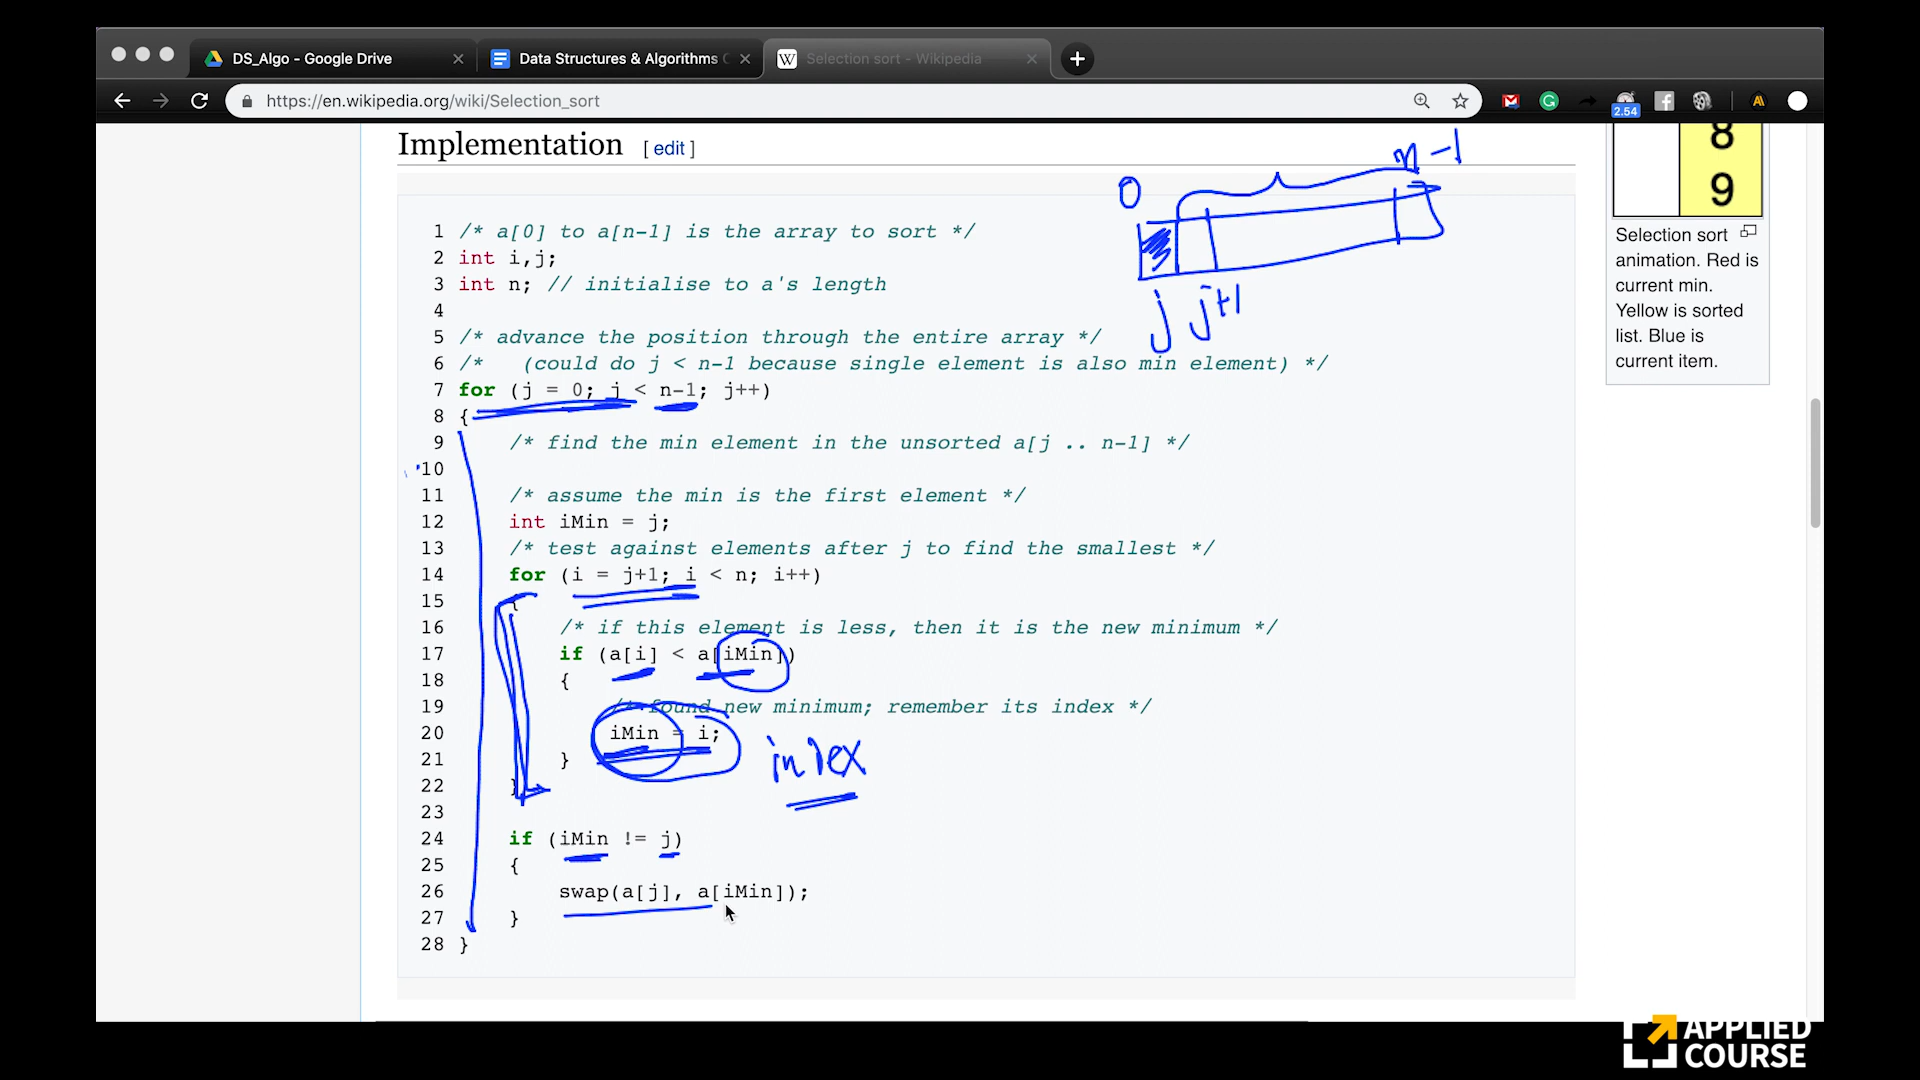 DS_Algo - Google Drive
Data Structures & Algorithms C
Selection sort - Wikipedia
https://en.wikipedia.org/wiki/Selection_sort
2.54
Implementation [ edit ]
0
n-1
j j+1
1 /* a[0] to a[n-1] is the array to sort */
2 int i,j;
3 int n; // initialise to a's length
4
5 /* advance the position through the entire array */
6 /*   (could do j < n-1 because single element is also min element) */
7 for (j = 0; j < n-1; j++)
8 {
9     /* find the min element in the unsorted a[j .. n-1] */
10
11     /* assume the min is the first element */
12     int iMin = j;
13     /* test against elements after j to find the smallest */
14     for (i = j+1; i < n; i++)
15     {
16         /* if this element is less, then it is the new minimum */
17         if (a[i] < a[iMin])
18         {
19             /* found new minimum; remember its index */
20             iMin = i;
21         }
22     }
23
24     if (iMin != j)
25     {
26         swap(a[j], a[iMin]);
27     }
28 }
index
8
9
Selection sort
animation. Red is
current min.
Yellow is sorted
list. Blue is
current item.
APPLIED
COURSE